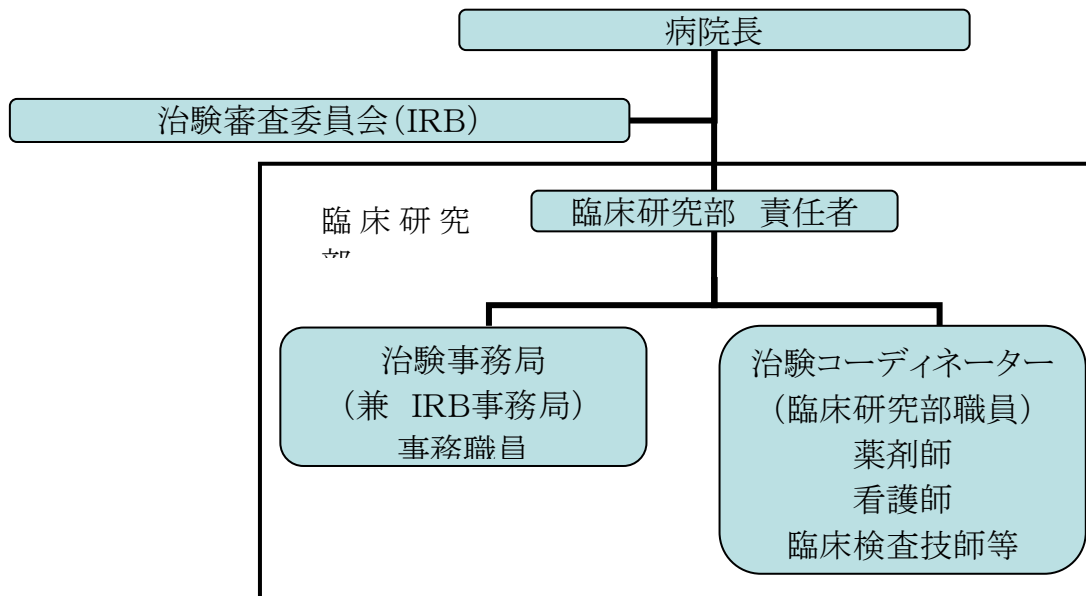 病院長
治験審査委員会（IRB）
臨床研究部　責任者
臨床研究
部
治験事務局
（兼　IRB事務局）
事務職員
治験コーディネーター
（臨床研究部職員）
薬剤師
看護師
臨床検査技師等